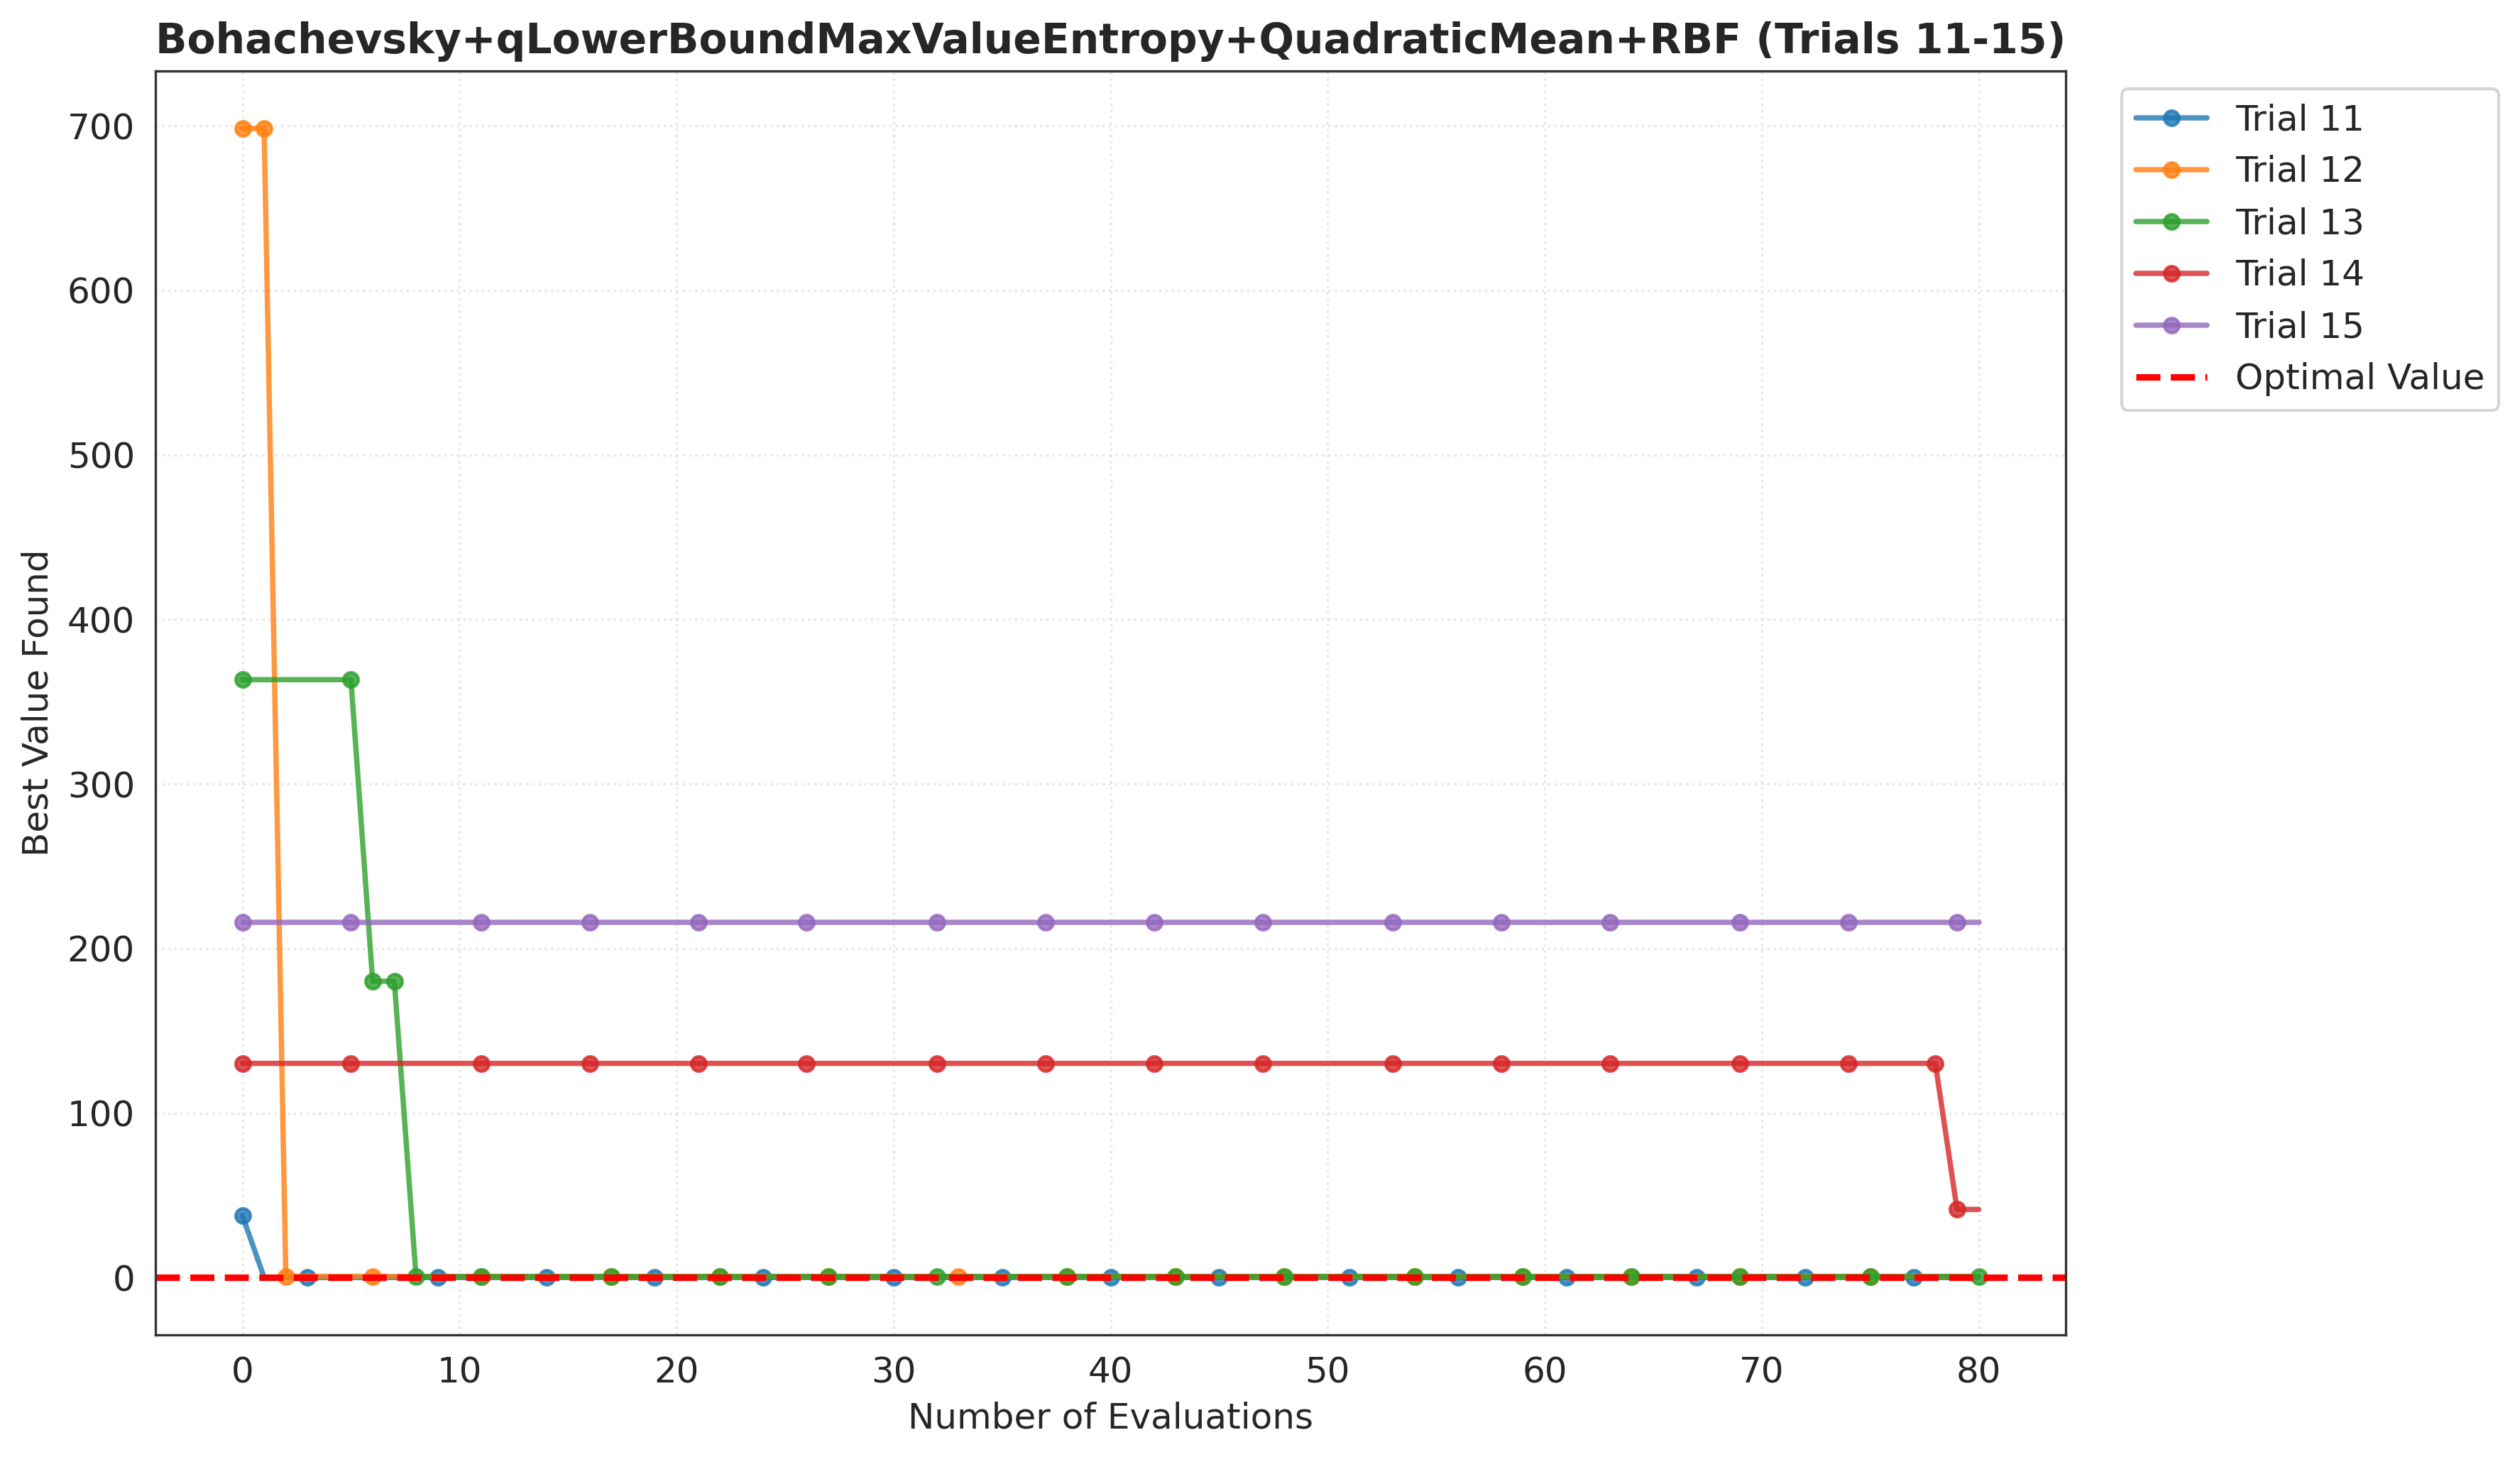 Bohachevsky+qLowerBoundMaxValueEntropy+QuadraticMean+RBF (Trials 11-15)
700
600
500
400
300
200
100
0
Best Value Found
0 10 20 30 40 50 60 70 80
Number of Evaluations
Trial 11
Trial 12
Trial 13
Trial 14
Trial 15
Optimal Value